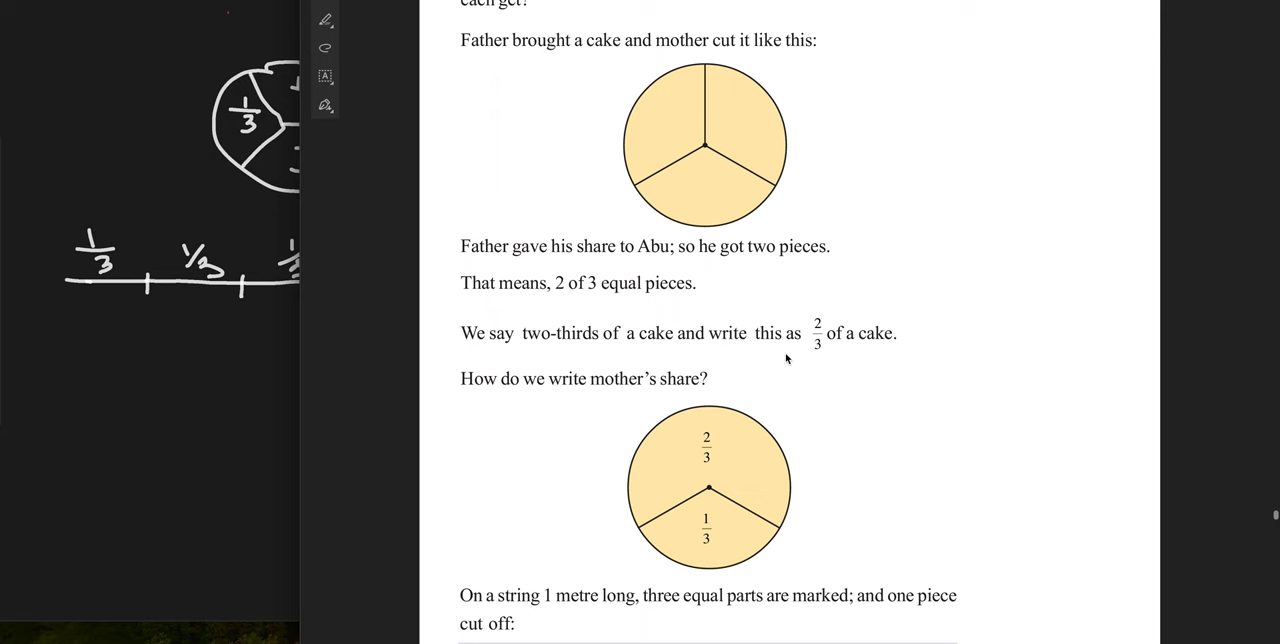 each get?
Father brought a cake and mother cut it like this:
1/3
Father gave his share to Abu; so he got two pieces.
1/3 1/3
That means, 2 of 3 equal pieces.
We say two-thirds of a cake and write this as 2/3 of a cake.
How do we write mother's share?
2/3
1/3
On a string 1 metre long, three equal parts are marked; and one piece
cut off: